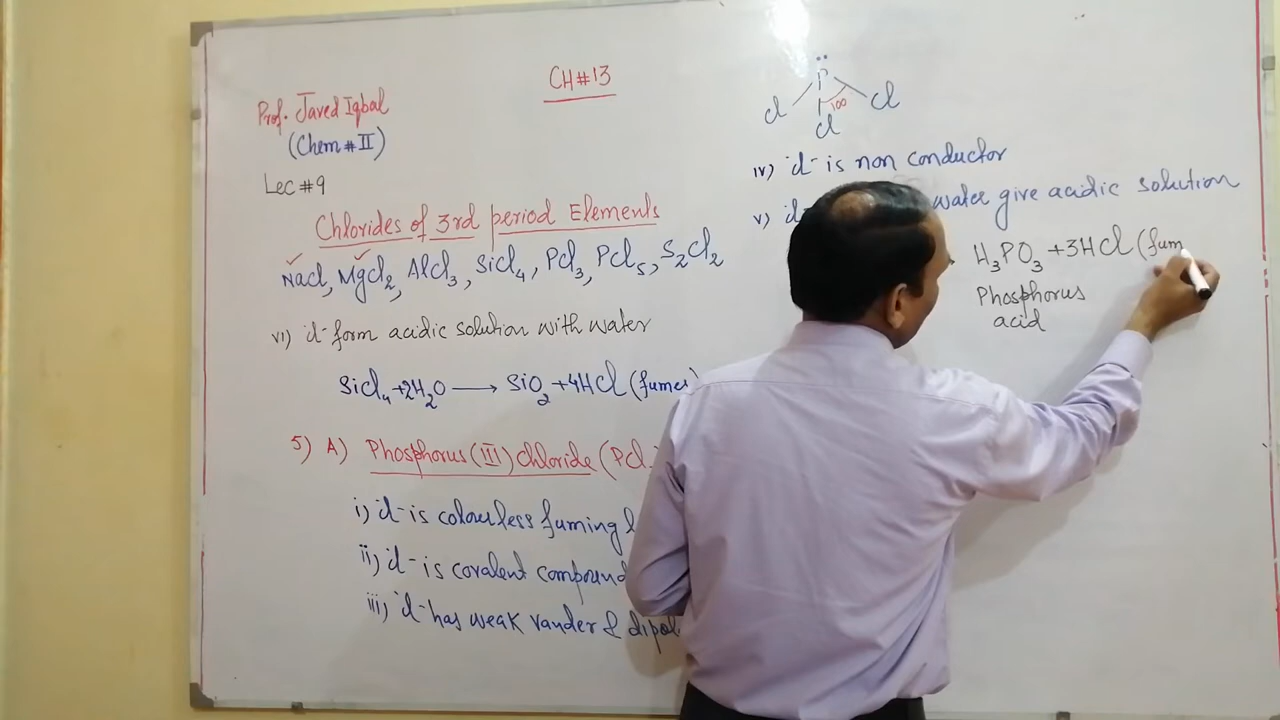 CH#13
Prof. Javed Iqbal
(Chem # II)
Lec #9
Chlorides of 3rd period Elements
NaCl, MgCl2, AlCl3, SiCl4, PCl3, PCl5, S2Cl2
vi) it form acidic solution with water
SiCl4+2H2O → SiO2+4HCl (fumes)
5) A) Phosphorus (III) chloride (PCl
i) it is colourless fuming l
ii) it is covalent compound
iii) it has weak vander & dipol
P
Cl Cl
100
Cl
iv) it is non conductor
v) it water give acidic solution
H3PO3 +3HCl (fum
Phosphorus
acid